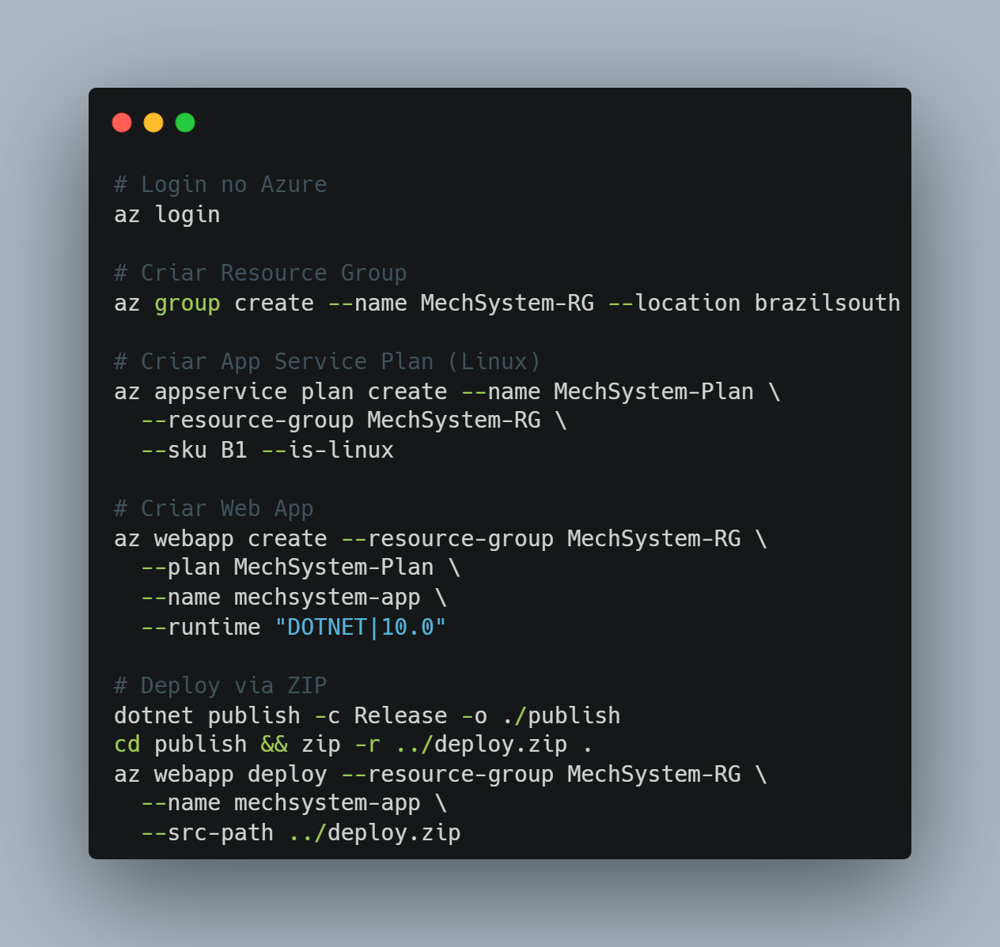 # Login no Azure
az login
# Criar Resource Group
az group create --name MechSystem-RG --location brazilsouth
# Criar App Service Plan (Linux)
az appservice plan create --name MechSystem-Plan \
  --resource-group MechSystem-RG \
  --sku B1 --is-linux
# Criar Web App
az webapp create --resource-group MechSystem-RG \
  --plan MechSystem-Plan \
  --name mechsystem-app \
  --runtime "DOTNET|10.0"
# Deploy via ZIP
dotnet publish -c Release -o ./publish
cd publish && zip -r ../deploy.zip .
az webapp deploy --resource-group MechSystem-RG \
  --name mechsystem-app \
  --src-path ../deploy.zip